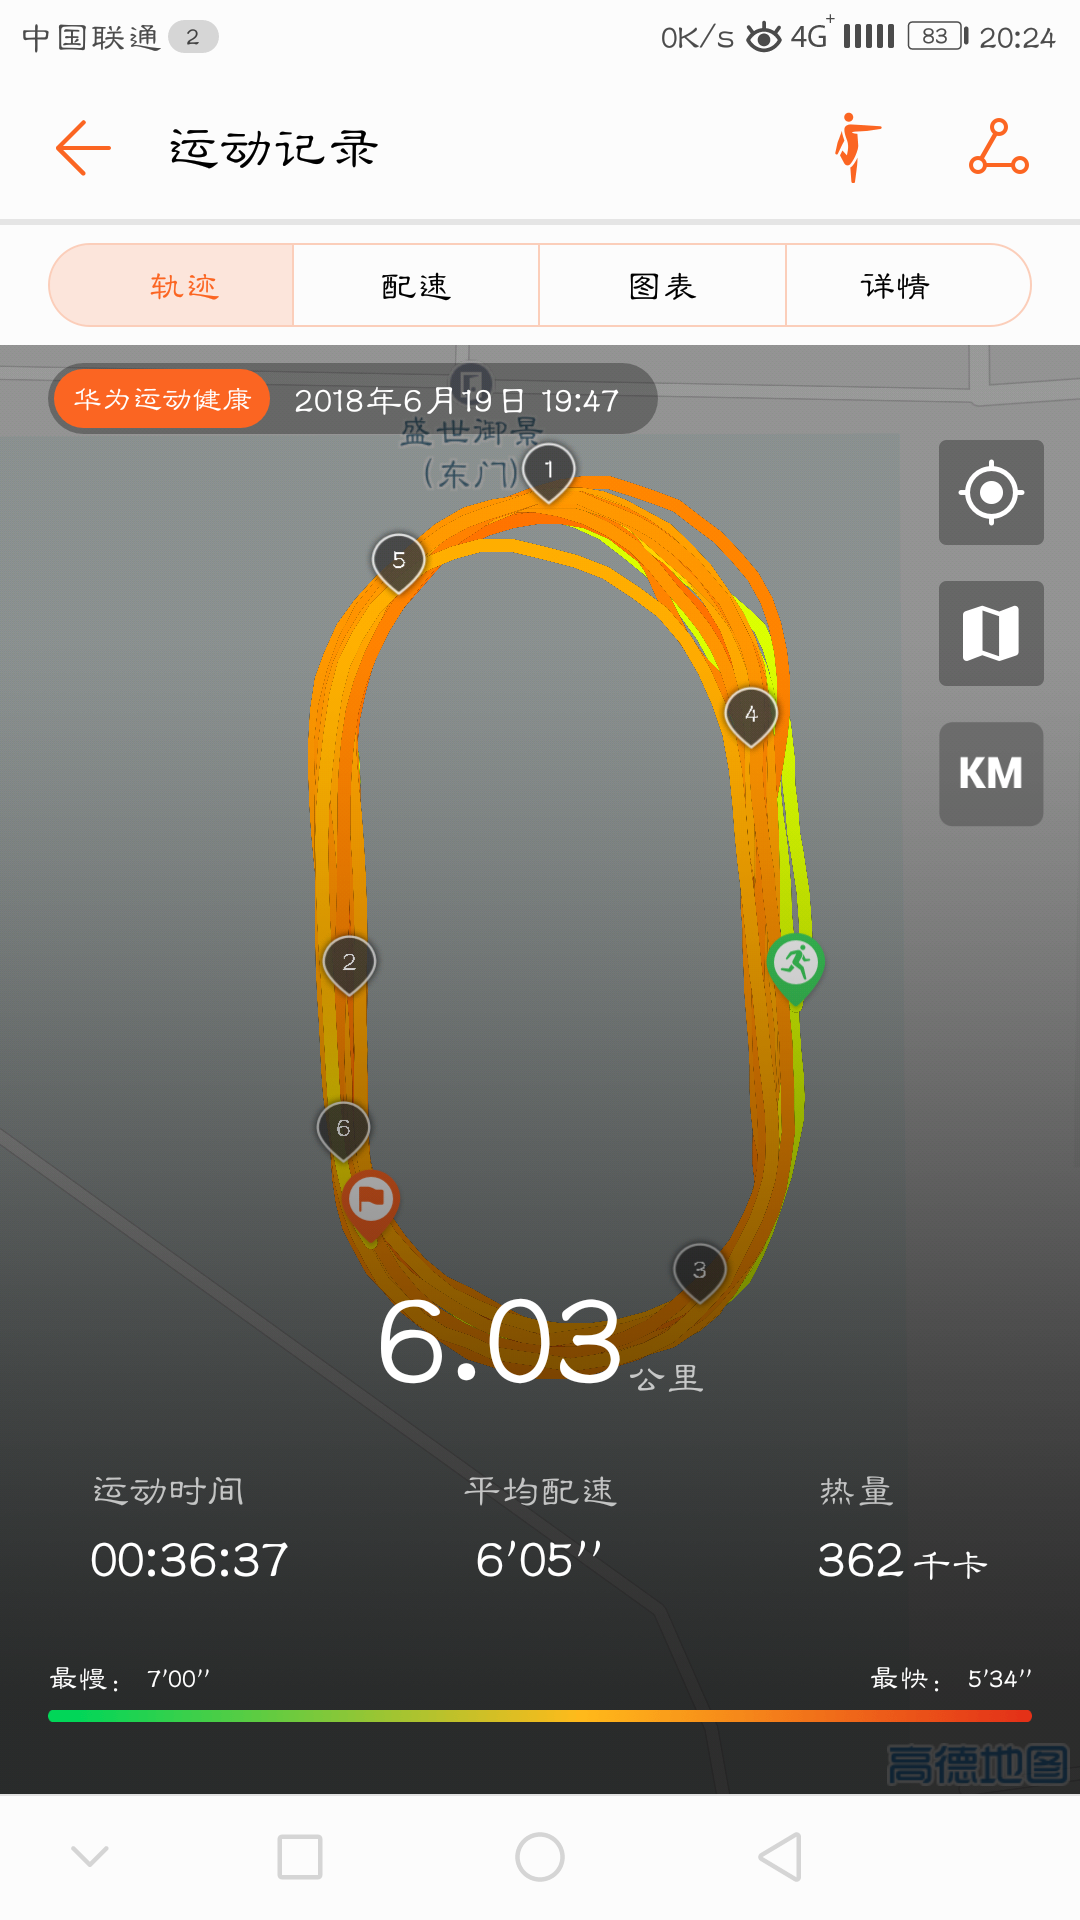 中国联通 2 0K/s 4G+ 83 20:24
运动记录
轨迹 配速 图表 详情
华为运动健康 2018年6月19日 19:47
盛世御景
(东门)
1
5
4
KM
2
6
3
6.03公里
运动时间 平均配速 热量
00:36:37 6'05'' 362千卡
最慢： 7'00'' 最快： 5'34''
高德地图